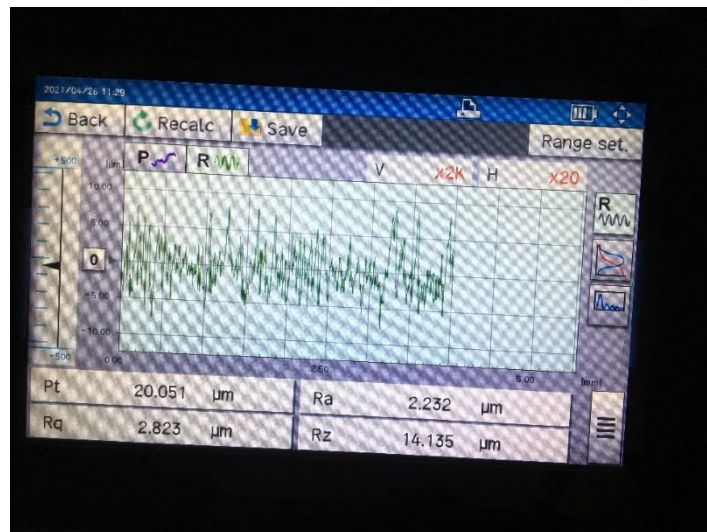 2021/04/26 11:29
Back Recalc Save Range set.
+500 [µm] P R V X2K H X20
10.00
5.00
0
-5.00
-10.00
-500 0.00 2.50 5.00 [mm]
R
Pt 20.051 µm Ra 2.232 µm
Rq 2.823 µm Rz 14.135 µm